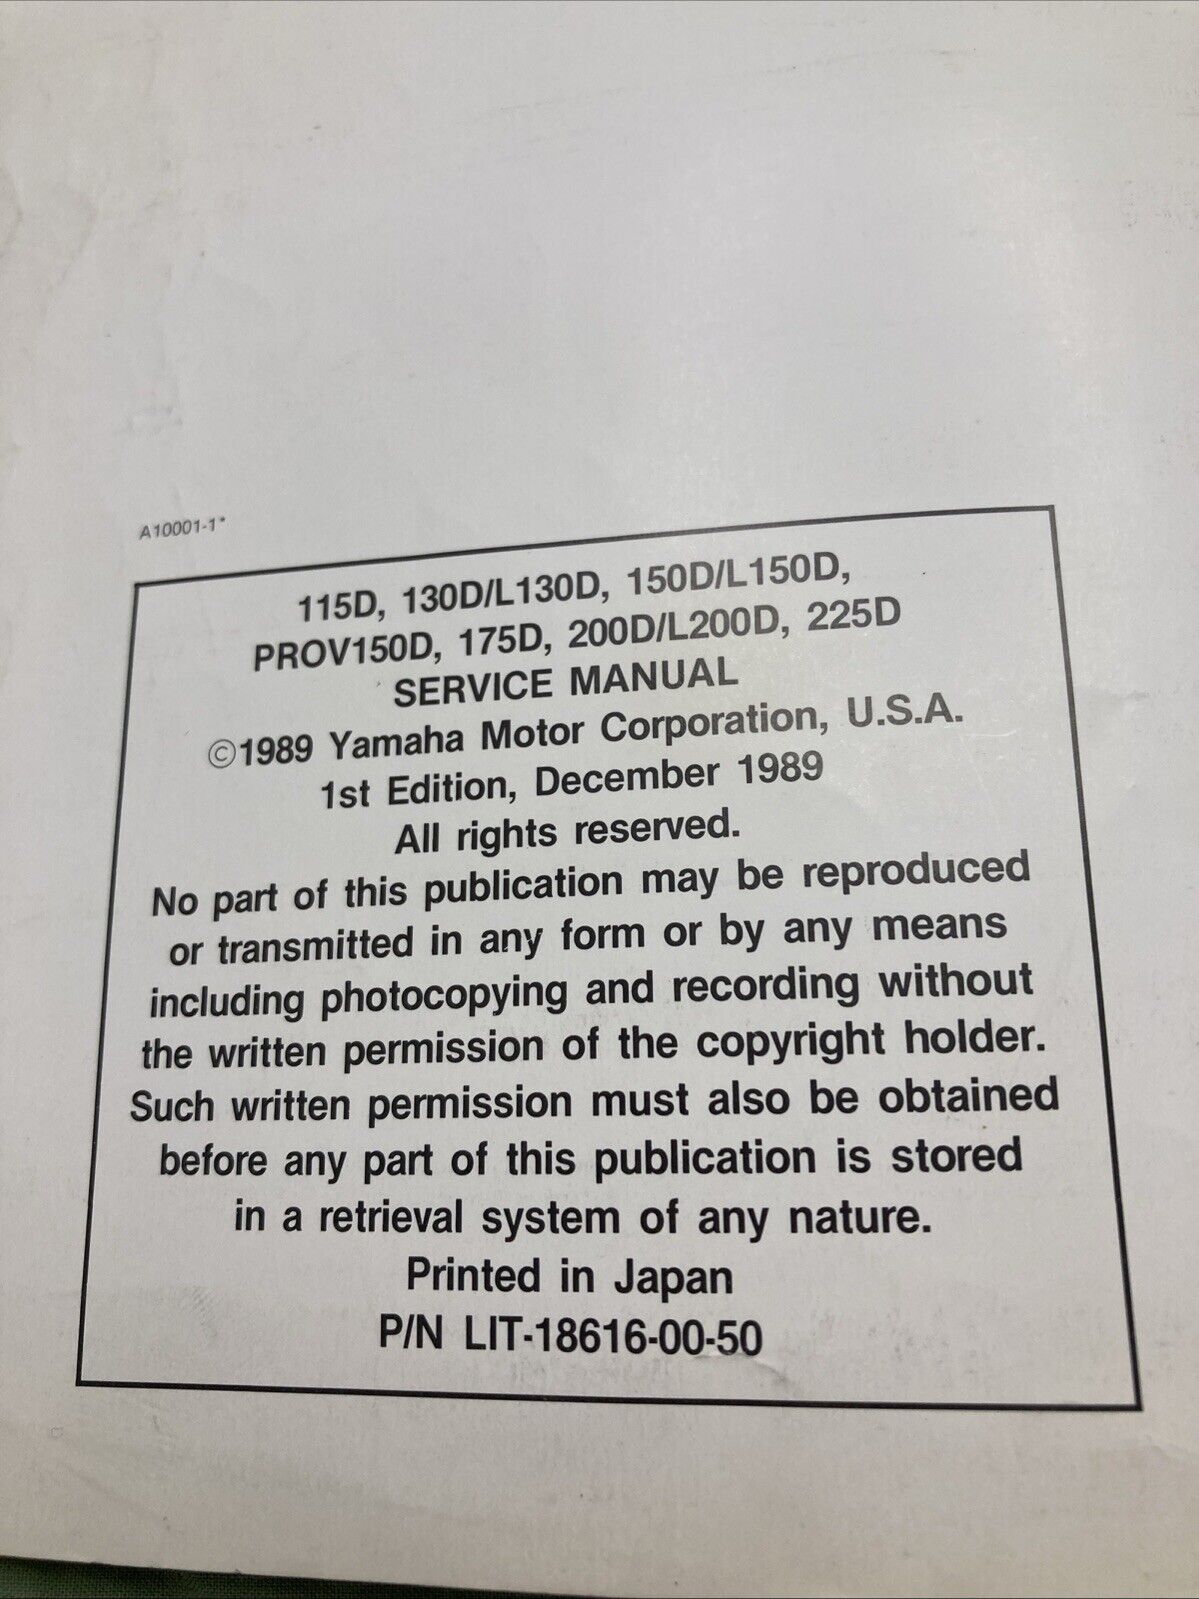 A10001-1*
115D, 130D/L130D, 150D/L150D,
PROV150D, 175D, 200D/L200D, 225D
SERVICE MANUAL
©1989 Yamaha Motor Corporation, U.S.A.
1st Edition, December 1989
All rights reserved.
No part of this publication may be reproduced
or transmitted in any form or by any means
including photocopying and recording without
the written permission of the copyright holder.
Such written permission must also be obtained
before any part of this publication is stored
in a retrieval system of any nature.
Printed in Japan
P/N LIT-18616-00-50